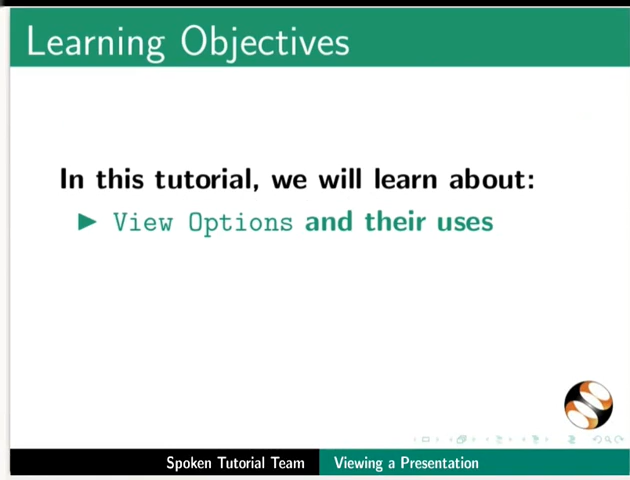 Learning Objectives
In this tutorial, we will learn about:
▶ View Options and their uses
Spoken Tutorial Team
Viewing a Presentation